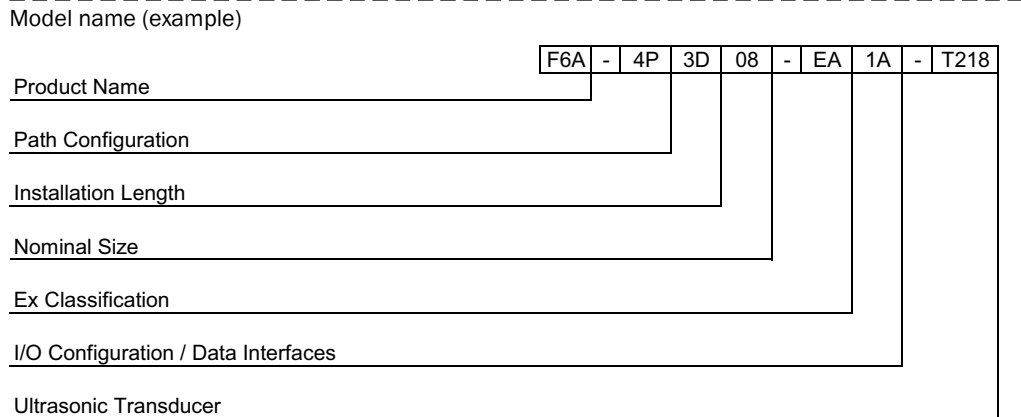 Model name (example)
F6A - 4P 3D 08 - EA 1A - T218
Product Name
Path Configuration
Installation Length
Nominal Size
Ex Classification
I/O Configuration / Data Interfaces
Ultrasonic Transducer